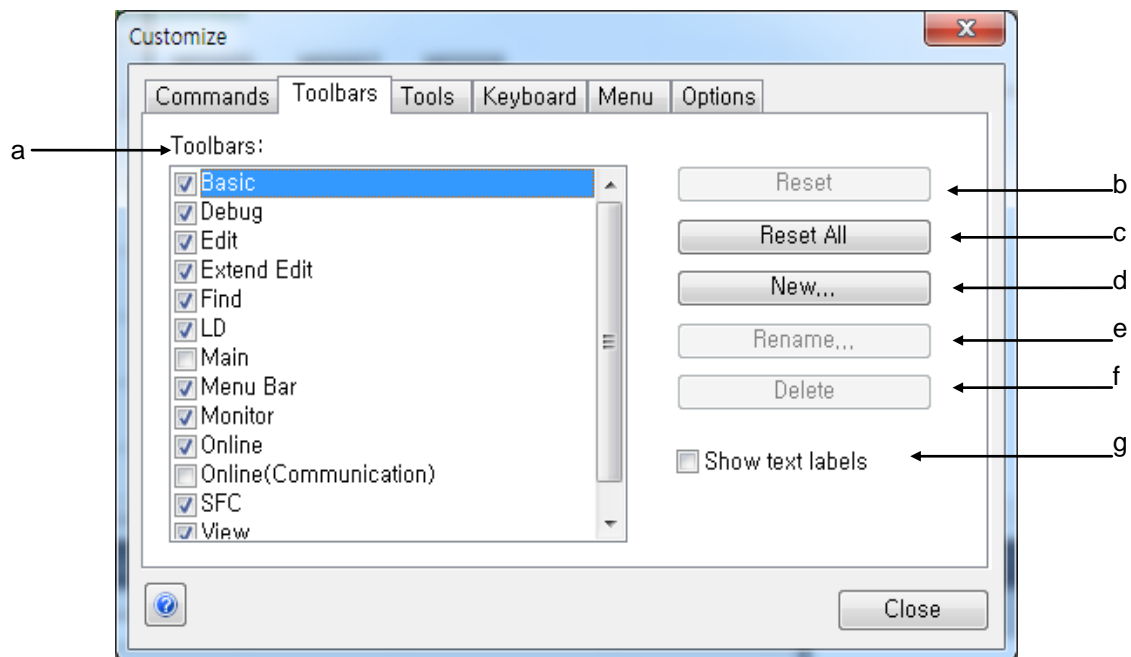 Customize
Commands Toolbars Tools Keyboard Menu Options
a
Toolbars:
Basic
Debug
Edit
Extend Edit
Find
LD
Main
Menu Bar
Monitor
Online
Online(Communication)
SFC
View
Reset
b
Reset All
c
New...
d
Rename...
e
Delete
f
Show text labels
g
Close